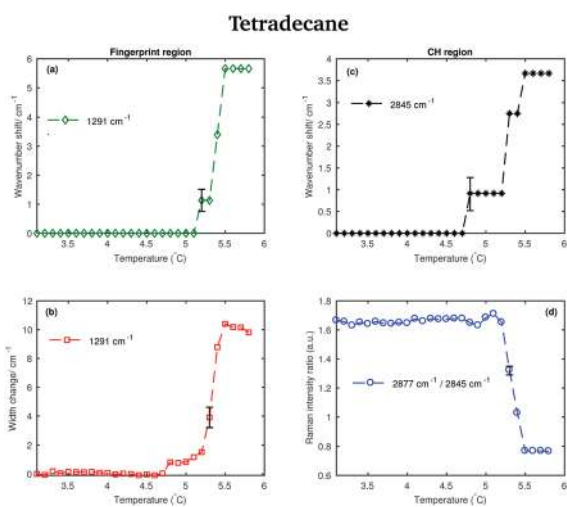 Tetradecane
Fingerprint region
(a)
1291 cm⁻¹
Wavenumber shift/ cm⁻¹
6
5
4
3
2
1
0
3.5 4 4.5 5 5.5 6
Temperature (°C)
CH region
(c)
2845 cm⁻¹
Wavenumber shift/ cm⁻¹
4
3.5
3
2.5
2
1.5
1
0.5
0
3.5 4 4.5 5 5.5 6
Temperature (°C)
(b)
1291 cm⁻¹
Width change/ cm⁻¹
12
10
8
6
4
2
0
3.5 4 4.5 5 5.5 6
Temperature (°C)
(d)
2877 cm⁻¹ / 2845 cm⁻¹
Raman intensity ratio (a.u.)
1.8
1.6
1.4
1.2
1
0.8
0.6
3.5 4 4.5 5 5.5 6
Temperature (°C)